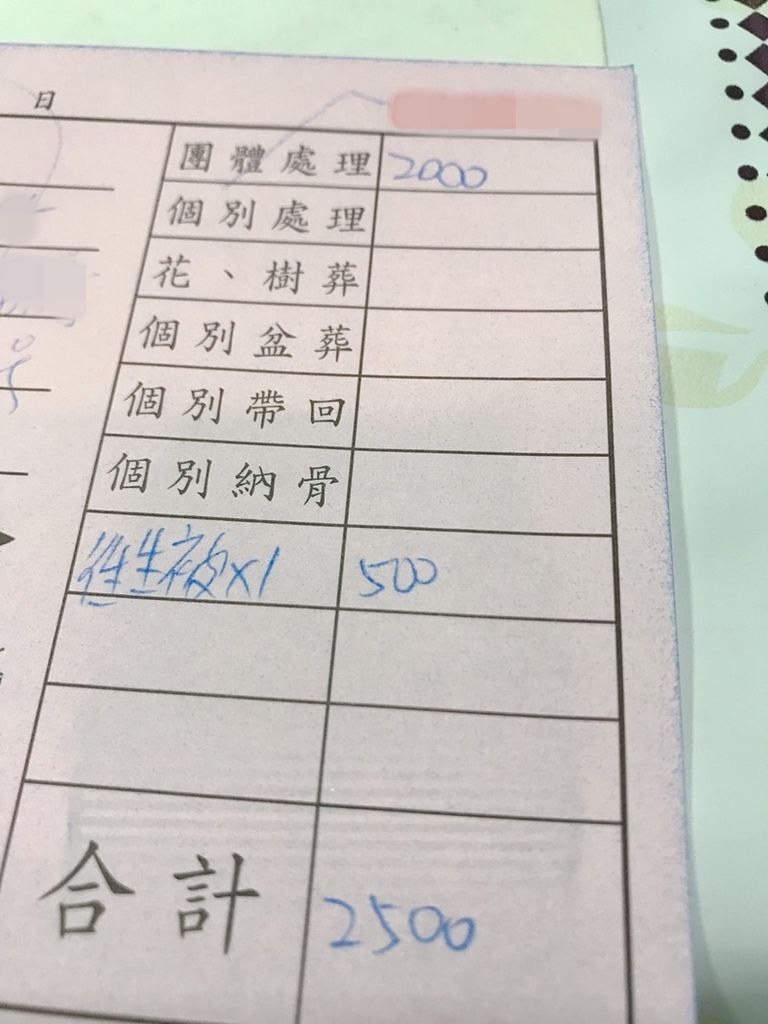 日
團體處理 2000
個別處理
花、樹葬
個別盆葬
個別帶回
個別納骨
往生被x1 500
合計 2500